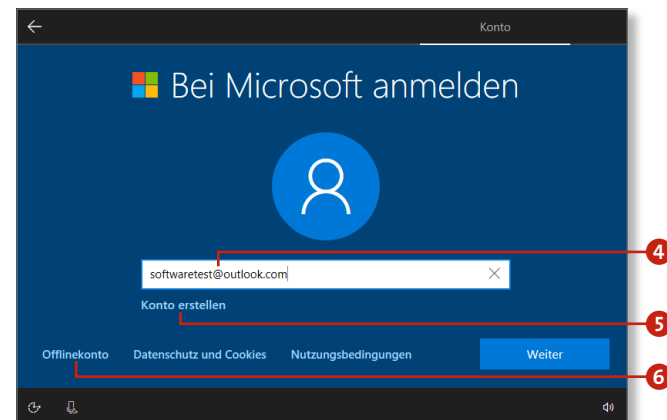 Konto
Bei Microsoft anmelden
softwaretest@outlook.com
4
Konto erstellen
5
Offlinekonto Datenschutz und Cookies Nutzungsbedingungen Weiter
6